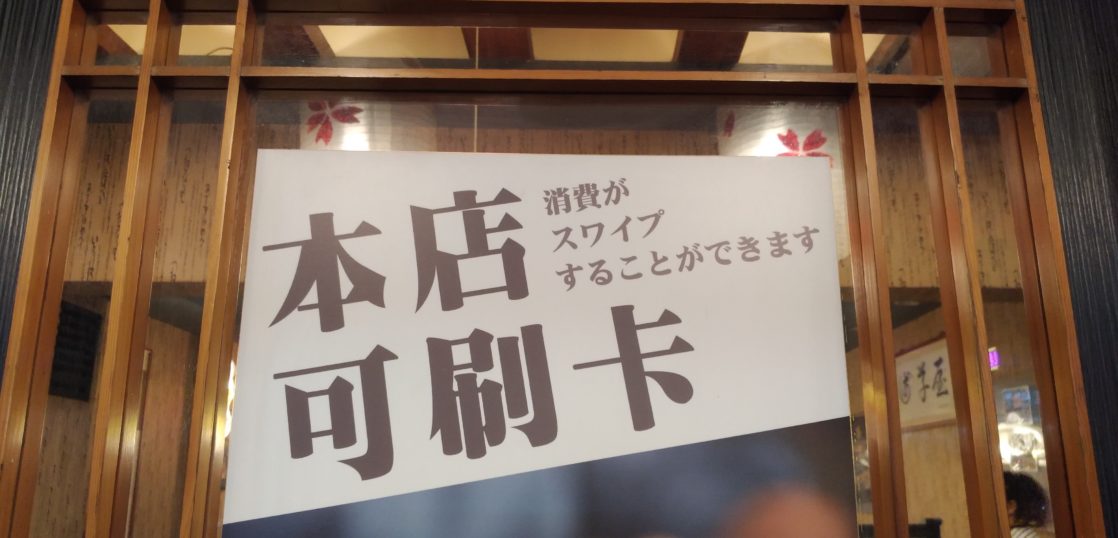 本店
消費が
スワイプ
することができます
可刷卡